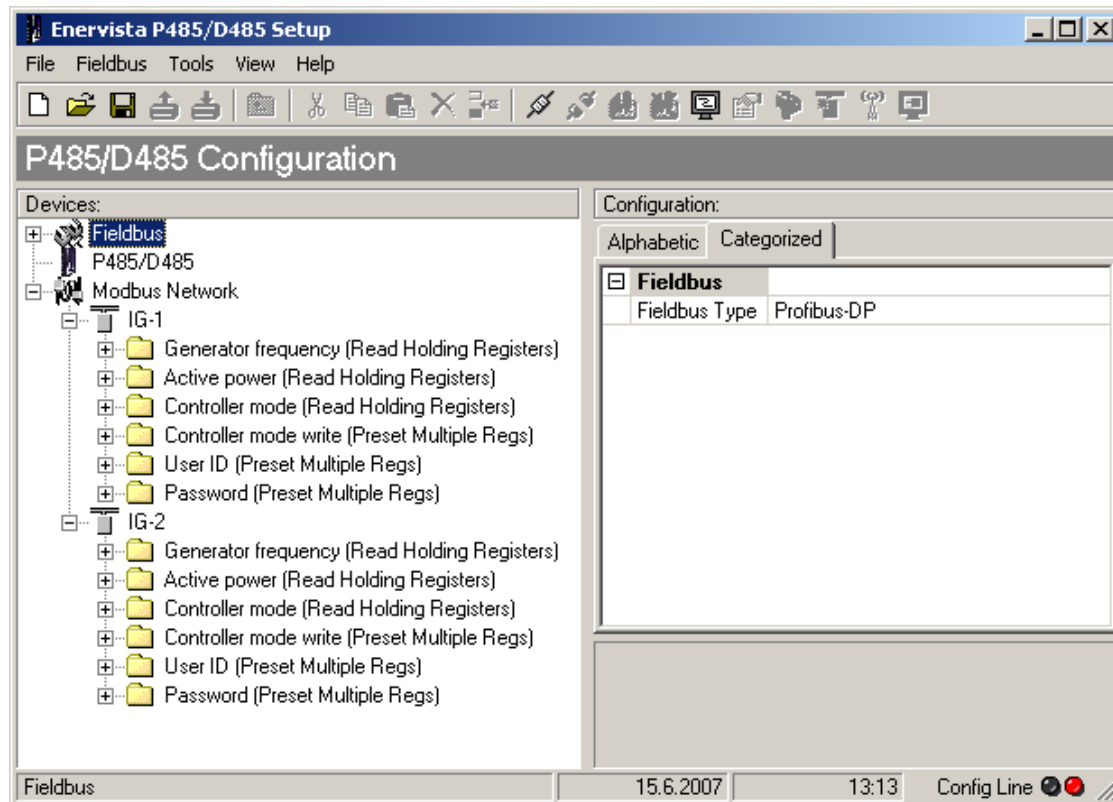 Enervista P485/D485 Setup
File Fieldbus Tools View Help
P485/D485 Configuration
Devices:
Fieldbus
P485/D485
Modbus Network
IG-1
Generator frequency (Read Holding Registers)
Active power (Read Holding Registers)
Controller mode (Read Holding Registers)
Controller mode write (Preset Multiple Regs)
User ID (Preset Multiple Regs)
Password (Preset Multiple Regs)
IG-2
Generator frequency (Read Holding Registers)
Active power (Read Holding Registers)
Controller mode (Read Holding Registers)
Controller mode write (Preset Multiple Regs)
User ID (Preset Multiple Regs)
Password (Preset Multiple Regs)
Configuration:
Alphabetic Categorized
Fieldbus
Fieldbus Type Profibus-DP
Fieldbus 15.6.2007 13:13 Config Line